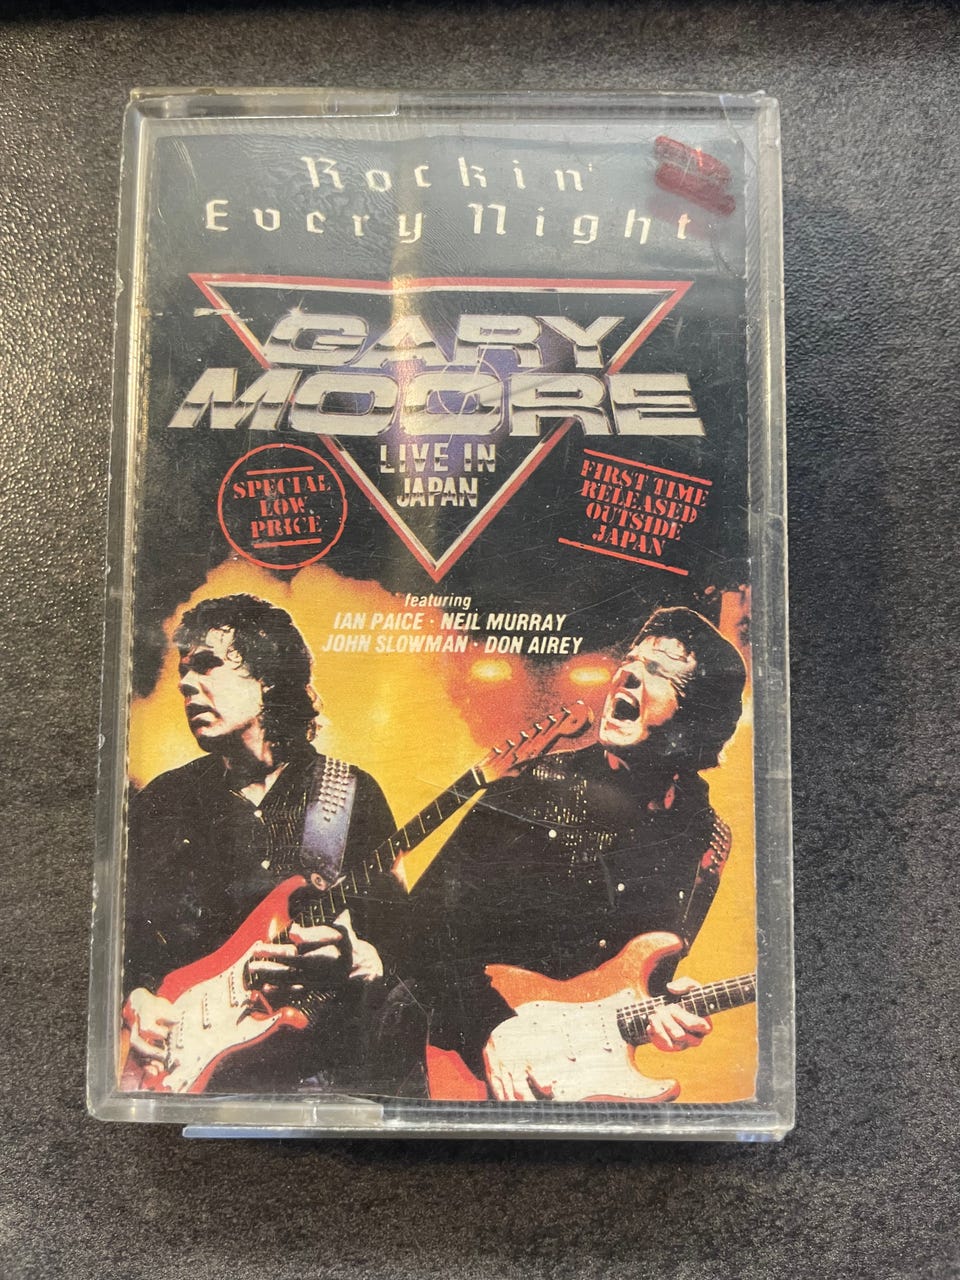 Rockin'
Every Night
GARY
MOORE
LIVE IN
JAPAN
SPECIAL
LOW
PRICE
FIRST TIME
RELEASED
OUTSIDE
JAPAN
featuring
IAN PAICE · NEIL MURRAY
JOHN SLOWMAN · DON AIREY